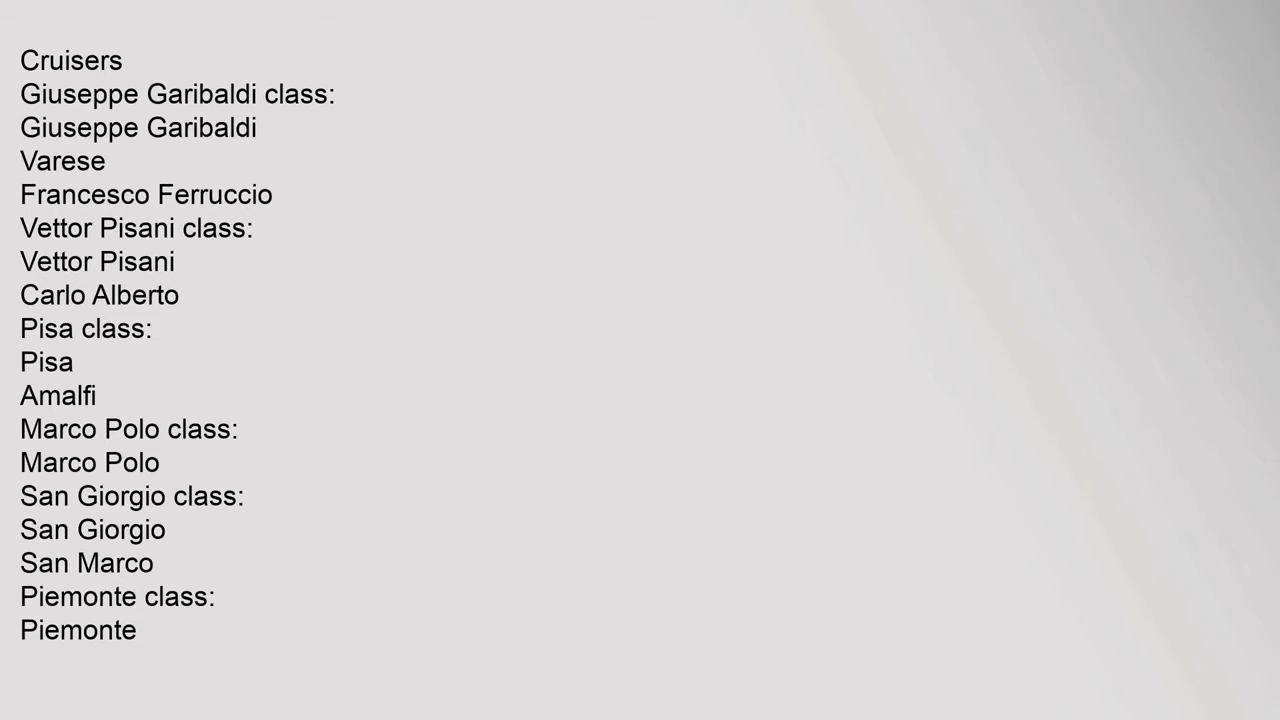 Cruisers
Giuseppe Garibaldi class:
Giuseppe Garibaldi
Varese
Francesco Ferruccio
Vettor Pisani class:
Vettor Pisani
Carlo Alberto
Pisa class:
Pisa
Amalfi
Marco Polo class:
Marco Polo
San Giorgio class:
San Giorgio
San Marco
Piemonte class:
Piemonte